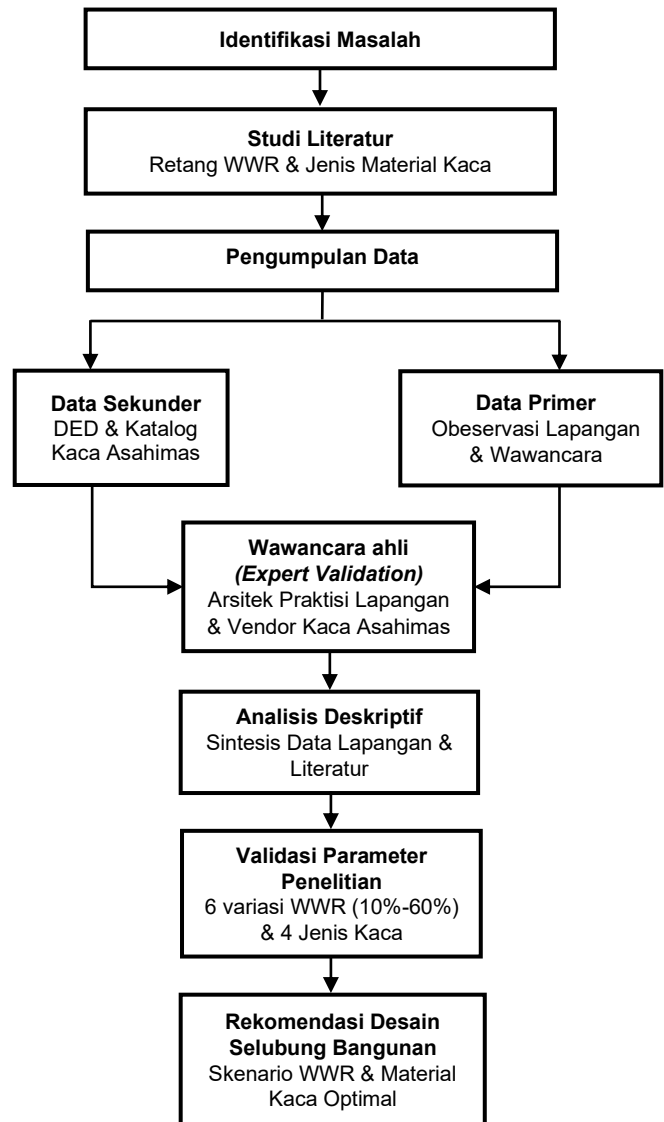 Identifikasi Masalah
Studi Literatur
Retang WWR & Jenis Material Kaca
Pengumpulan Data
Data Sekunder
DED & Katalog
Kaca Asahimas
Data Primer
Obeservasi Lapangan
& Wawancara
Wawancara ahli
(Expert Validation)
Arsitek Praktisi Lapangan
& Vendor Kaca Asahimas
Analisis Deskriptif
Sintesis Data Lapangan &
Literatur
Validasi Parameter
Penelitian
6 variasi WWR (10%-60%)
& 4 Jenis Kaca
Rekomendasi Desain
Selubung Bangunan
Skenario WWR & Material
Kaca Optimal